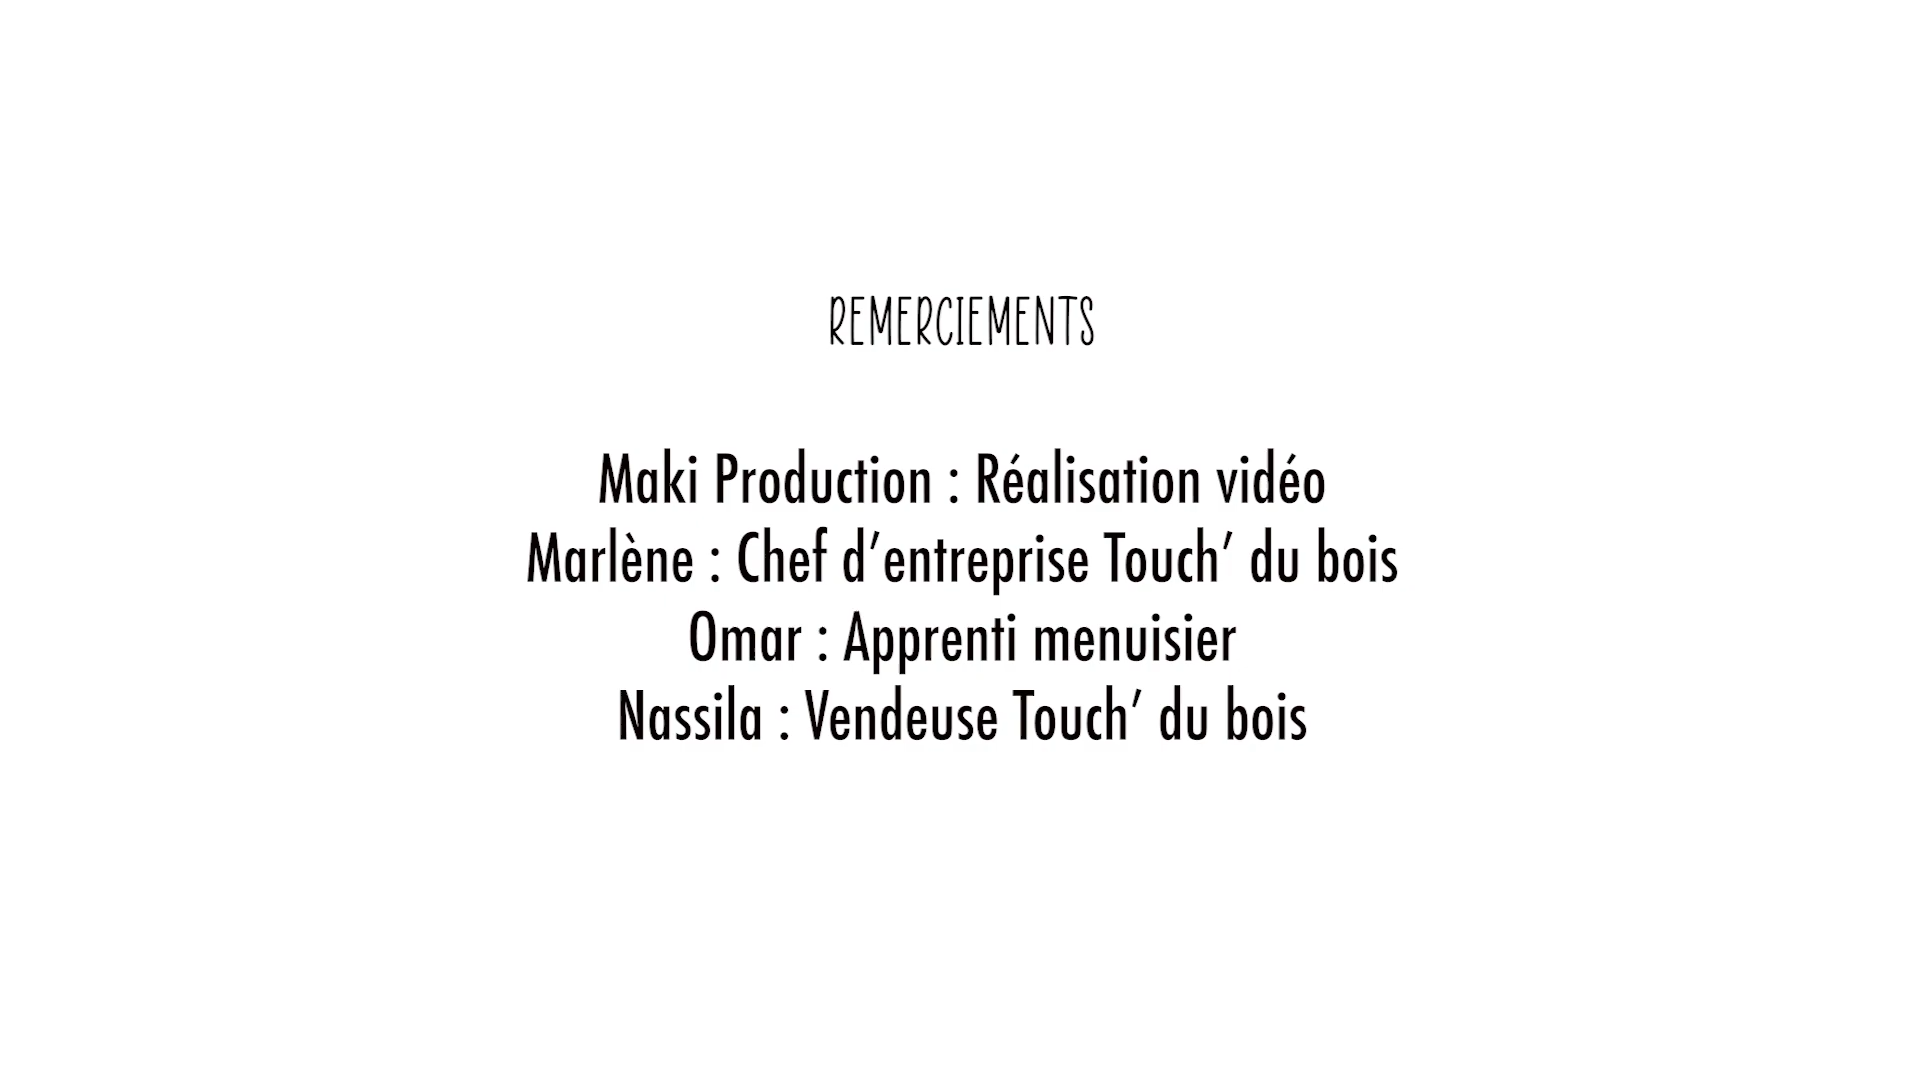 REMERCIEMENTS
Maki Production : Réalisation vidéo
Marlène : Chef d’entreprise Touch’ du bois
Omar : Apprenti menuisier
Nassila : Vendeuse Touch’ du bois